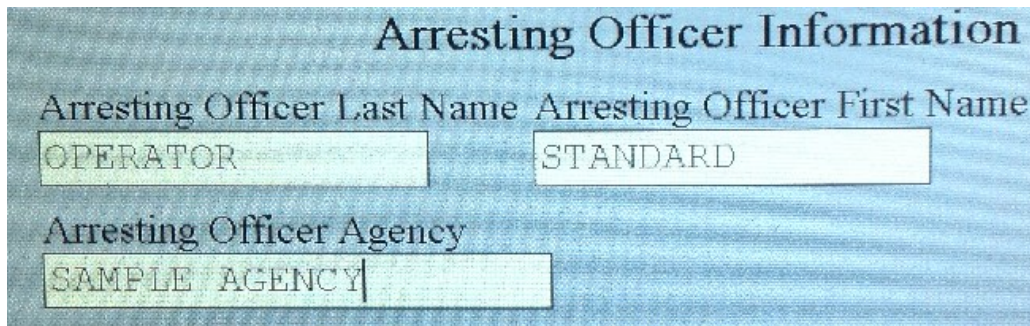 Arresting Officer Information
Arresting Officer Last Name Arresting Officer First Name
OPERATOR STANDARD
Arresting Officer Agency
SAMPLE AGENCY